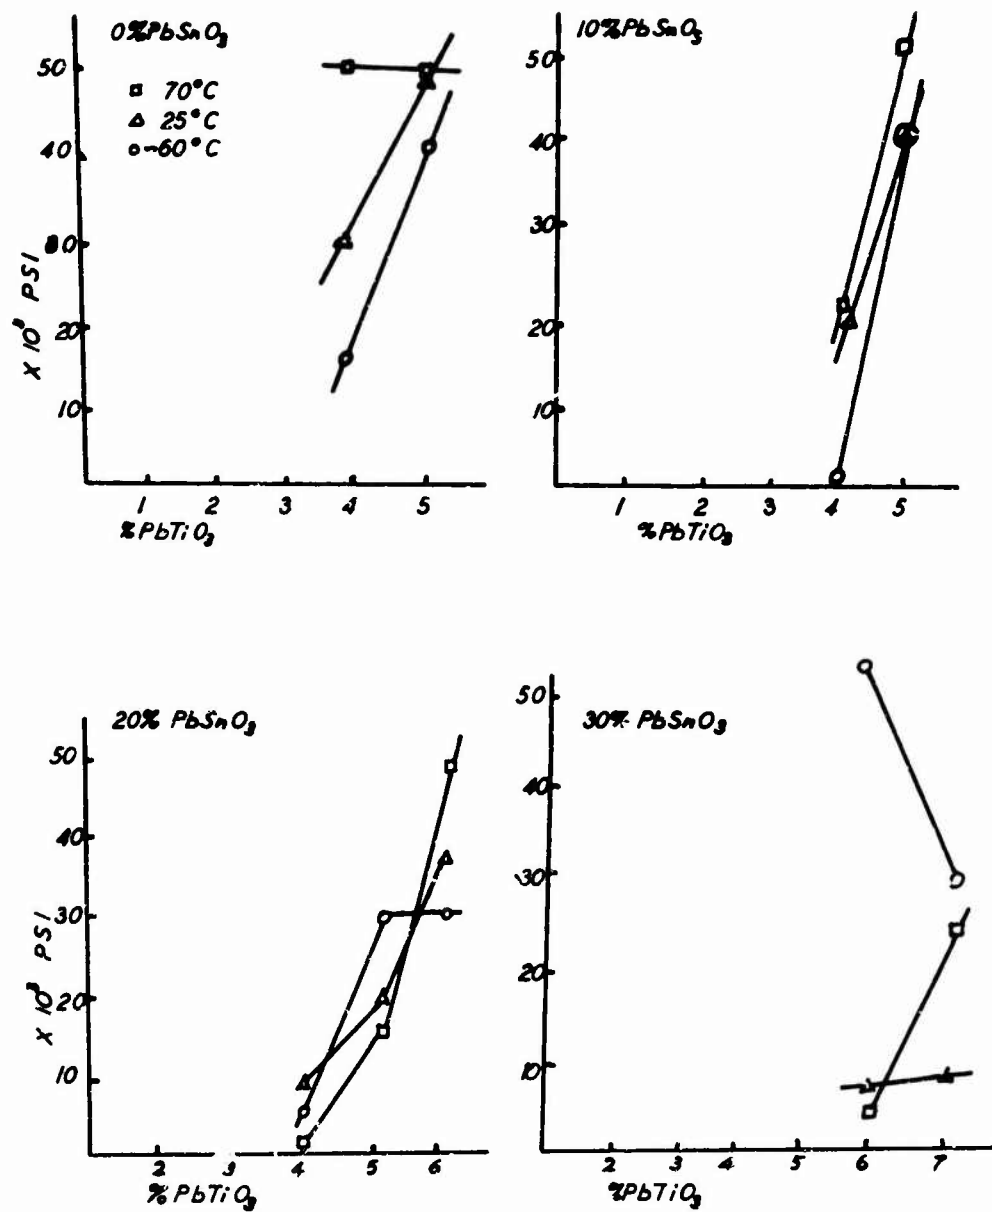 0%PbSnO3
50
□ 70°C
△ 25°C
○ -60°C
40
30
20
10
X 10³ PSI
1 2 3 4 5
%PbTiO3
10%PbSnO3
50
40
30
20
10
1 2 3 4 5
%PbTiO3
20% PbSnO3
50
40
30
20
10
X 10³ PSI
2 3 4 5 6
% PbTiO3
30% PbSnO3
50
40
30
20
10
2 3 4 5 6 7
%PbTiO3